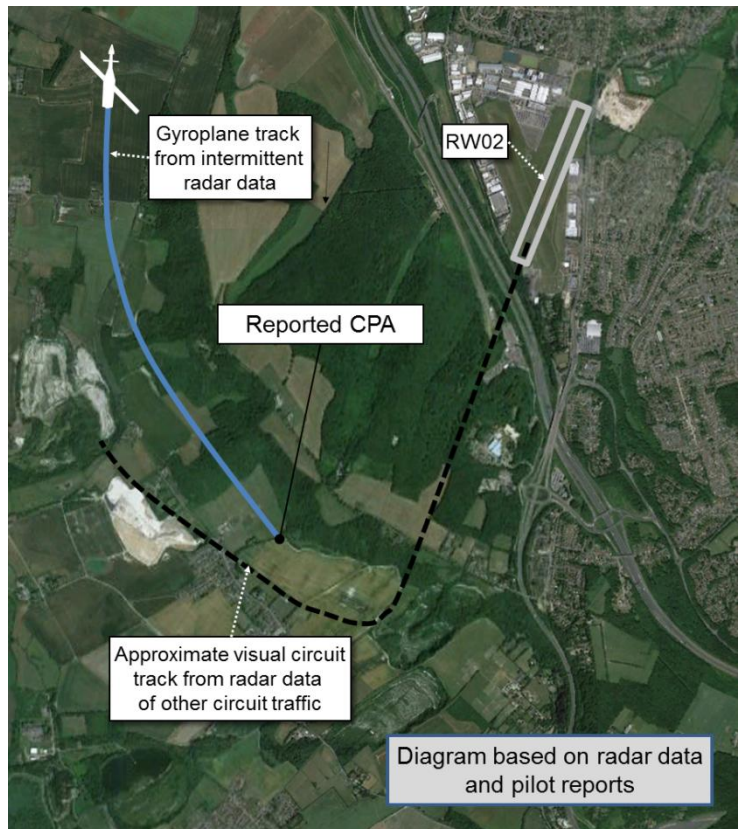 Gyroplane track
from intermittent
radar data
RW02
Reported CPA
Approximate visual circuit
track from radar data
of other circuit traffic
Diagram based on radar data
and pilot reports